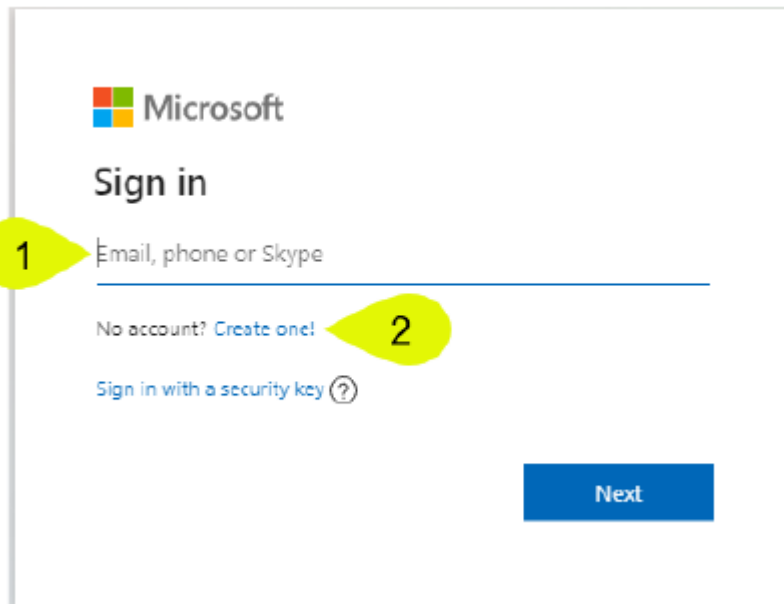 Microsoft
Sign in
1
Email, phone or Skype
No account? Create one!
2
Sign in with a security key ?
Next